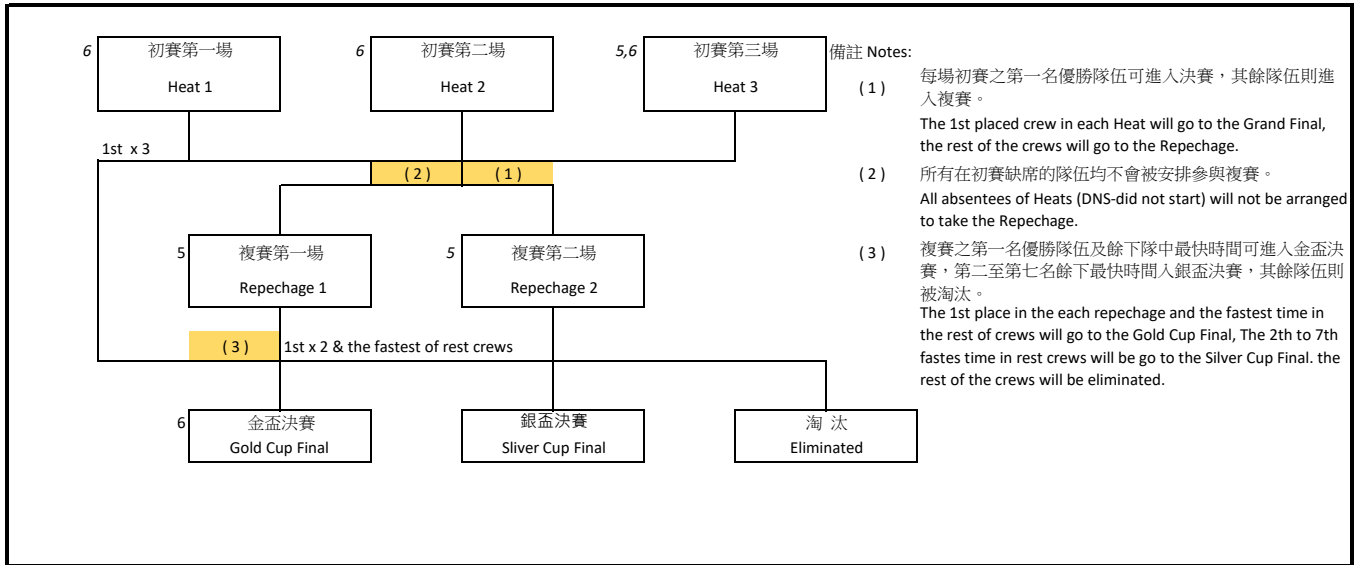 6
初賽第一場
Heat 1
6
初賽第二場
Heat 2
5,6
初賽第三場
Heat 3
1st x 3
( 2 )
( 1 )
5
複賽第一場
Repechage 1
5
複賽第二場
Repechage 2
( 3 )
1st x 2 & the fastest of rest crews
6
金盃決賽
Gold Cup Final
銀盃決賽
Sliver Cup Final
淘 汰
Eliminated
備註 Notes:
( 1 )
每場初賽之第一名優勝隊伍可進入決賽，其餘隊伍則進
入複賽。
The 1st placed crew in each Heat will go to the Grand Final,
the rest of the crews will go to the Repechage.
( 2 )
所有在初賽缺席的隊伍均不會被安排參與複賽。
All absentees of Heats (DNS-did not start) will not be arranged
to take the Repechage.
( 3 )
複賽之第一名優勝隊伍及餘下隊中最快時間可進入金盃決
賽，第二至第七名餘下最快時間入銀盃決賽，其餘隊伍則
被淘汰。
The 1st place in the each repechage and the fastest time in
the rest of crews will go to the Gold Cup Final, The 2th to 7th
fastes time in rest crews will be go to the Silver Cup Final. the
rest of the crews will be eliminated.